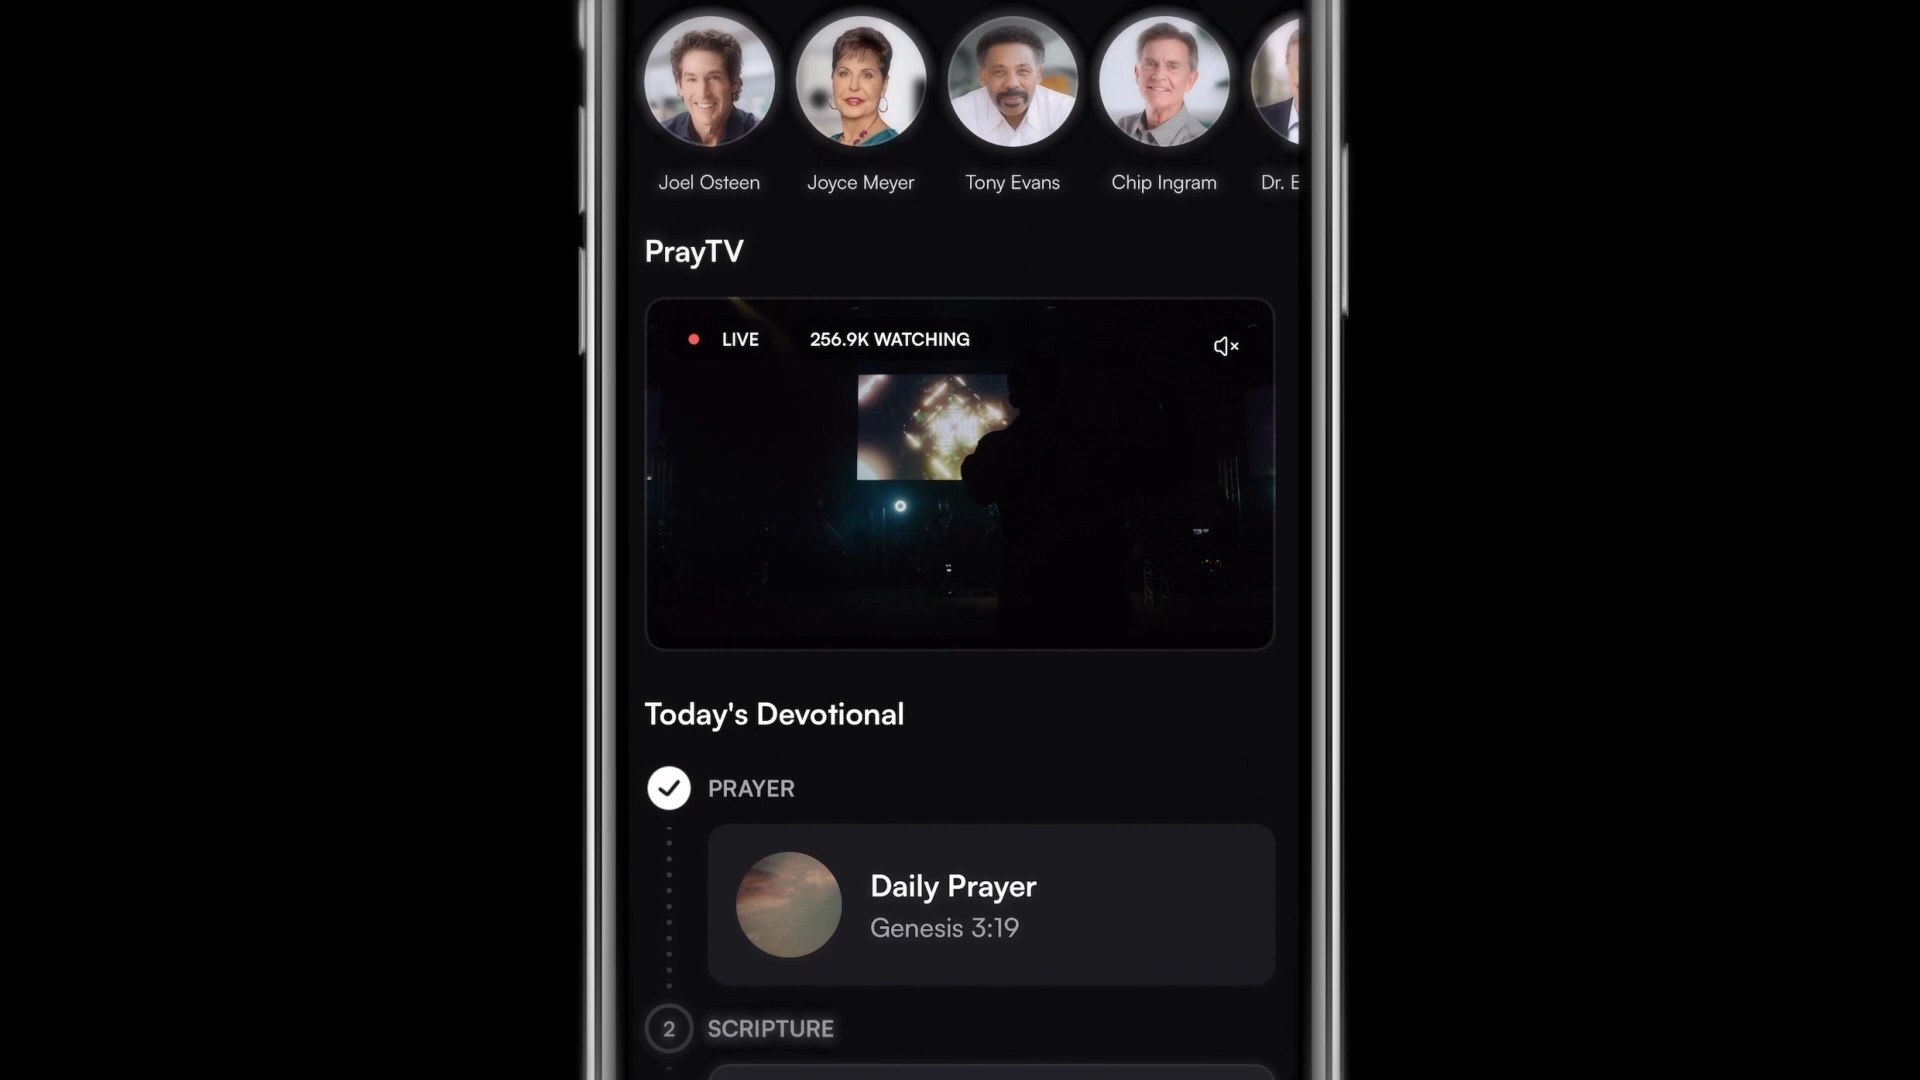 Joel Osteen
Joyce Meyer
Tony Evans
Chip Ingram
Dr. E
PrayTV
LIVE
256.9K WATCHING
Today's Devotional
PRAYER
Daily Prayer
Genesis 3:19
2
SCRIPTURE